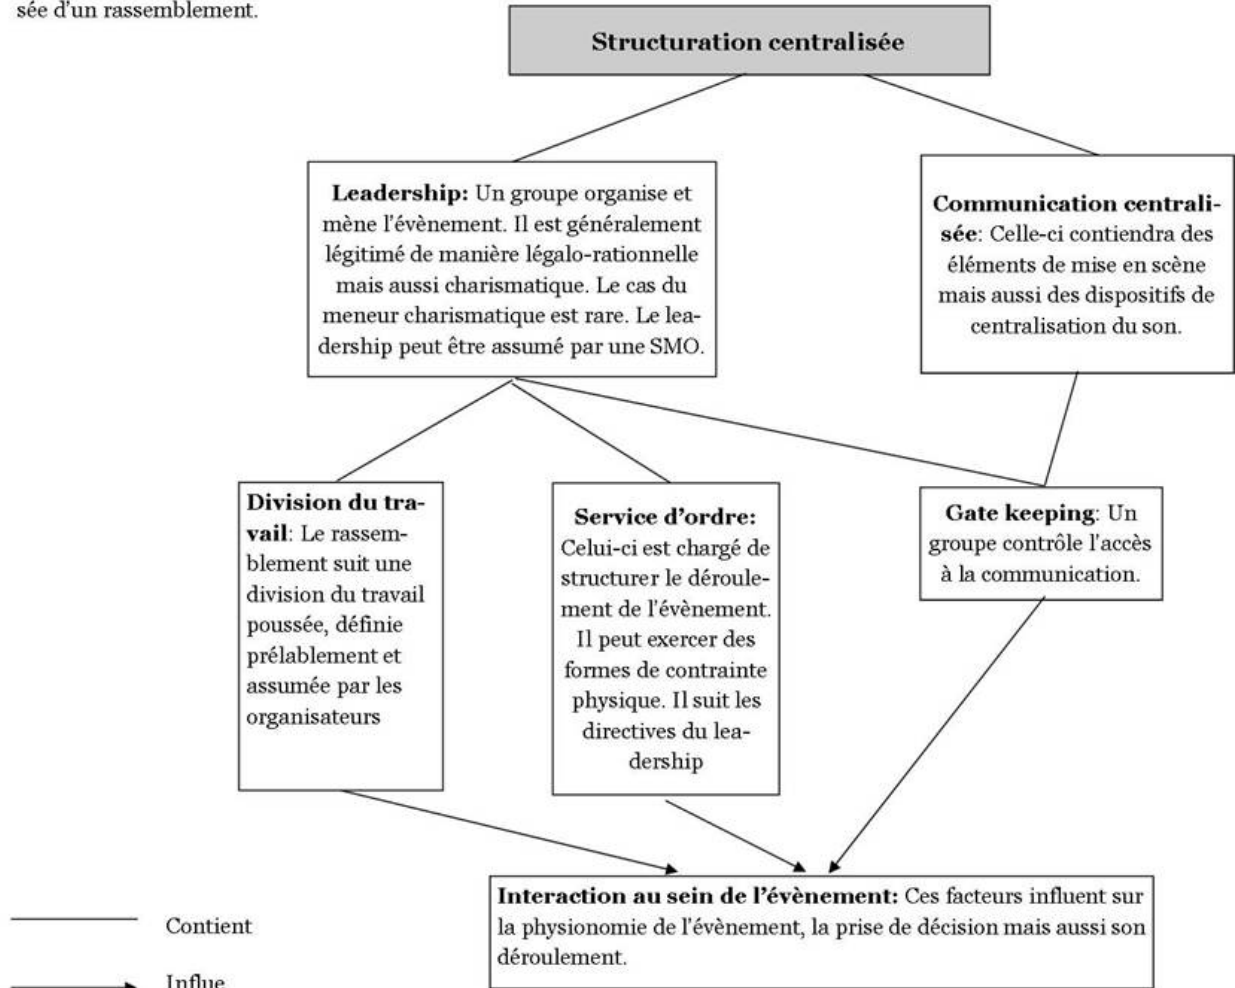 sée d'un rassemblement.
Structuration centralisée
Leadership: Un groupe organise et
mène l'évènement. Il est généralement
légitimé de manière légalo-rationnelle
mais aussi charismatique. Le cas du
meneur charismatique est rare. Le lea-
dership peut être assumé par une SMO.
Communication centrali-
sée: Celle-ci contiendra des
éléments de mise en scène
mais aussi des dispositifs de
centralisation du son.
Division du tra-
vail: Le rassem-
blement suit une
division du travail
poussée, définie
prélablement et
assumée par les
organisateurs
Service d'ordre:
Celui-ci est chargé de
structurer le déroule-
ment de l'évènement.
Il peut exercer des
formes de contrainte
physique. Il suit les
directives du lea-
dership
Gate keeping: Un
groupe contrôle l'accès
à la communication.
Interaction au sein de l'évènement: Ces facteurs influent sur
la physionomie de l'évènement, la prise de décision mais aussi son
déroulement.
Contient
Influe